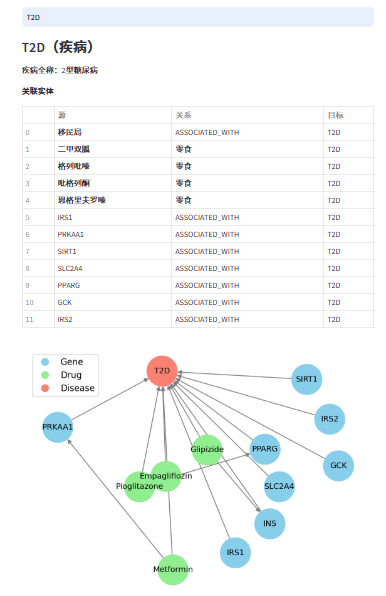 T2D
T2D（疾病）
疾病全称：2型糖尿病
关联实体
源 关系 目标
0 移民局 ASSOCIATED_WITH T2D
1 二甲双胍 零食 T2D
2 格列吡嗪 零食 T2D
3 吡格列酮 零食 T2D
4 恩格里夫罗嗪 零食 T2D
5 IRS1 ASSOCIATED_WITH T2D
6 PRKAA1 ASSOCIATED_WITH T2D
7 SIRT1 ASSOCIATED_WITH T2D
8 SLC2A4 ASSOCIATED_WITH T2D
9 PPARG ASSOCIATED_WITH T2D
10 GCK ASSOCIATED_WITH T2D
11 IRS2 ASSOCIATED_WITH T2D
Gene
Drug
Disease
T2D
SIRT1
IRS2
PRKAA1
Glipizide
PPARG
GCK
Empagliflozin
Pioglitazone
SLC2A4
INS
IRS1
Metformin